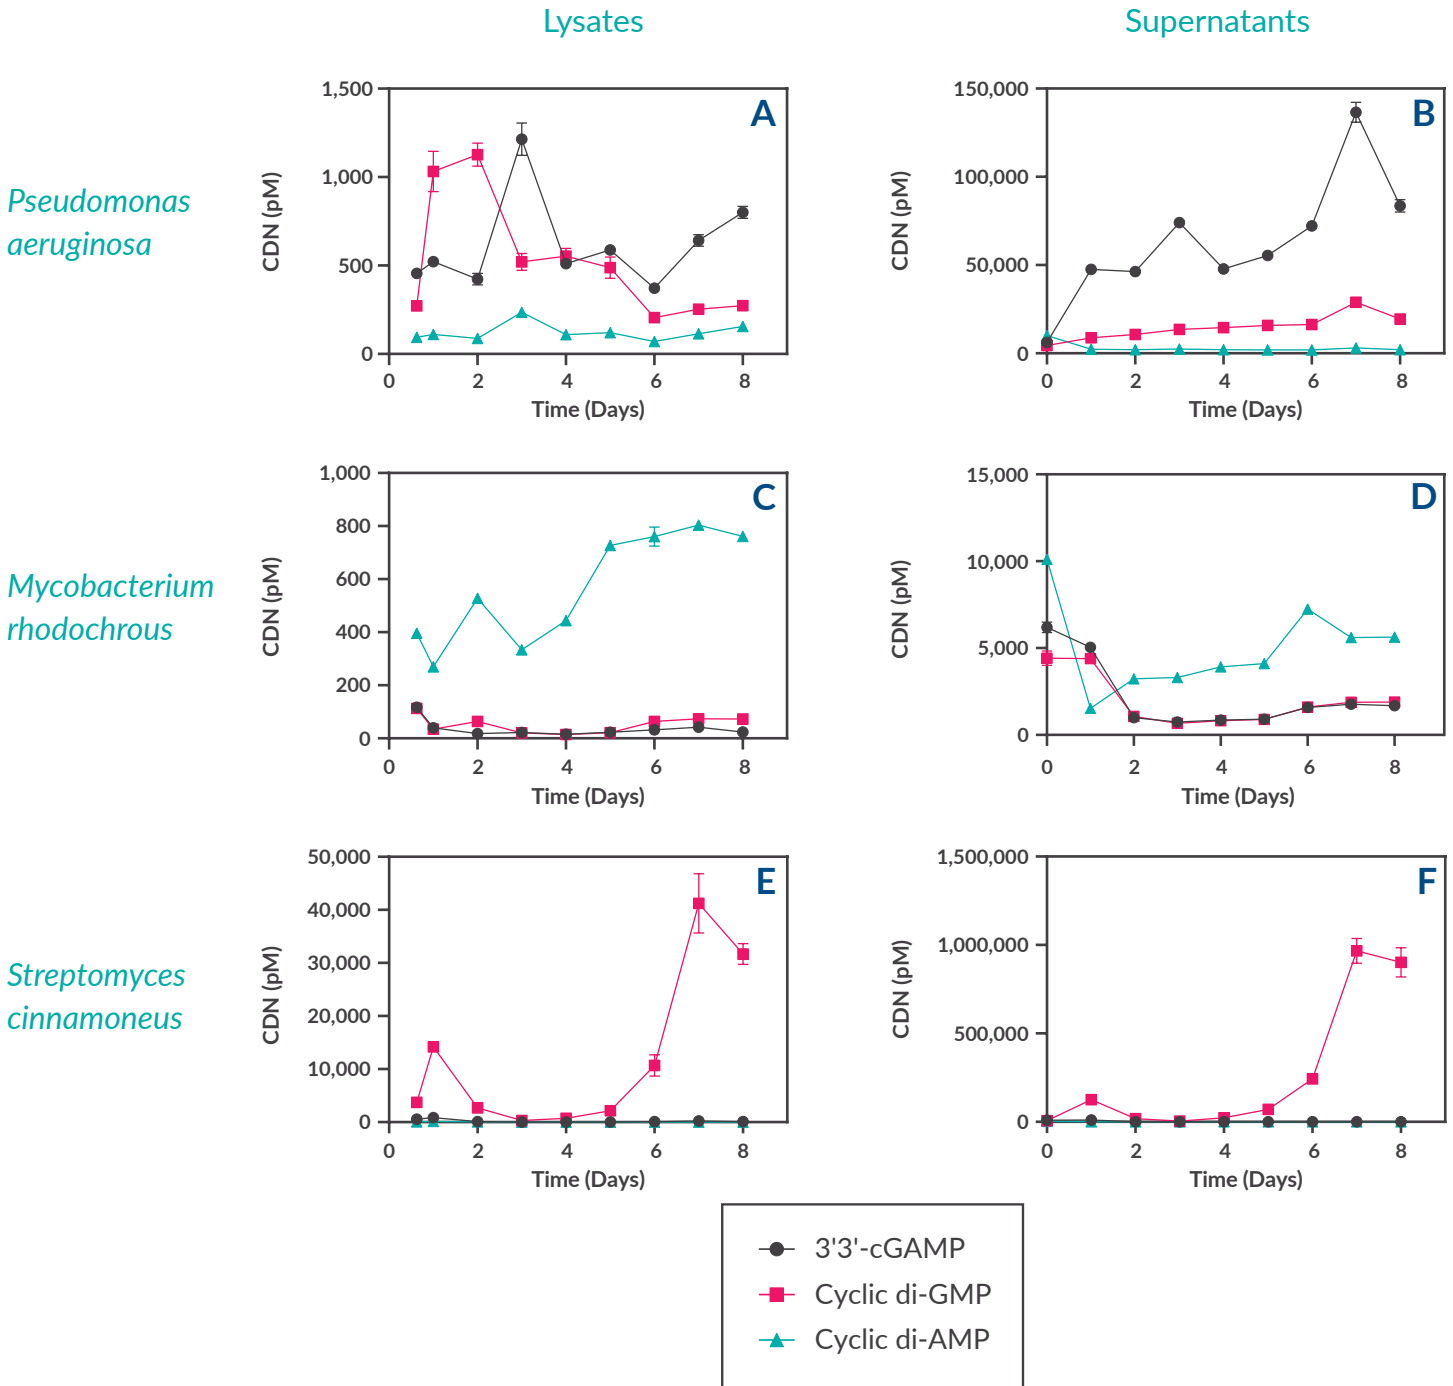 Lysates
Supernatants
Pseudomonas
aeruginosa
CDN (pM)
1,500
1,000
500
0
A
0 2 4 6 8
Time (Days)
CDN (pM)
150,000
100,000
50,000
0
B
0 2 4 6 8
Time (Days)
Mycobacterium
rhodochrous
CDN (pM)
1,000
800
600
400
200
0
C
0 2 4 6 8
Time (Days)
CDN (pM)
15,000
10,000
5,000
0
D
0 2 4 6 8
Time (Days)
Streptomyces
cinnamoneus
CDN (pM)
50,000
40,000
30,000
20,000
10,000
0
E
0 2 4 6 8
Time (Days)
CDN (pM)
1,500,000
1,000,000
500,000
0
F
0 2 4 6 8
Time (Days)
3'3'-cGAMP
Cyclic di-GMP
Cyclic di-AMP